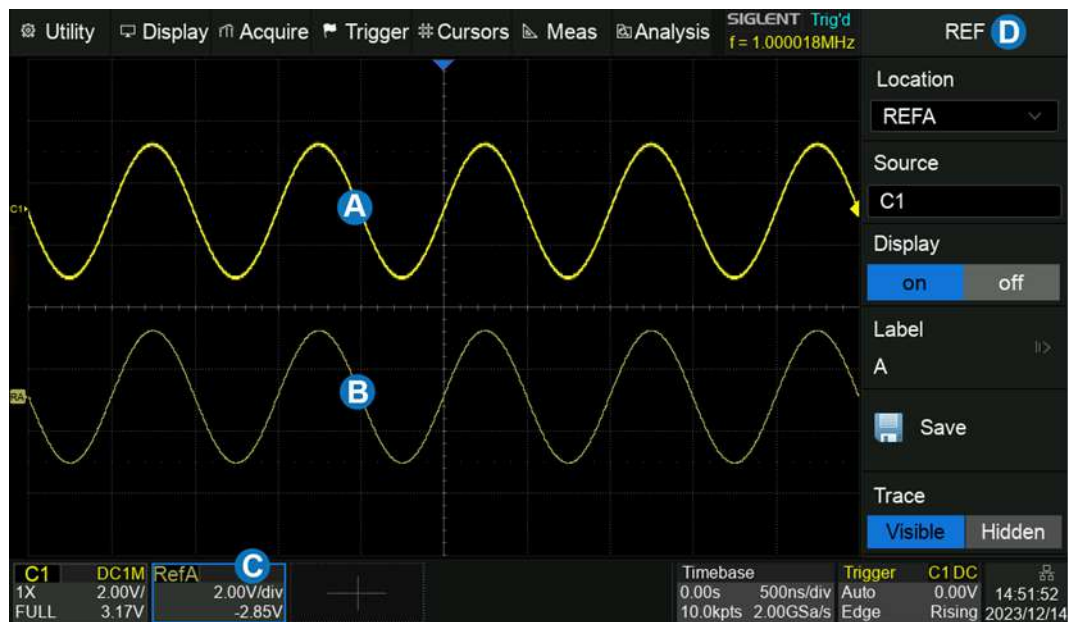 Utility Display Acquire Trigger Cursors Meas Analysis SIGLENT Trig'd REF D
f = 1.000018MHz
Location
REFA
Source
C1
Display
on off
Label
A
Save
Trace
Visible Hidden
A
C1
B
RA
C
C1 DC1M RefA Timebase Trigger C1 DC
1X 2.00V/ 2.00V/div 0.00s 500ns/div Auto 0.00V 14:51:52
FULL 3.17V -2.85V 10.0kpts 2.00GSa/s Edge Rising 2023/12/14